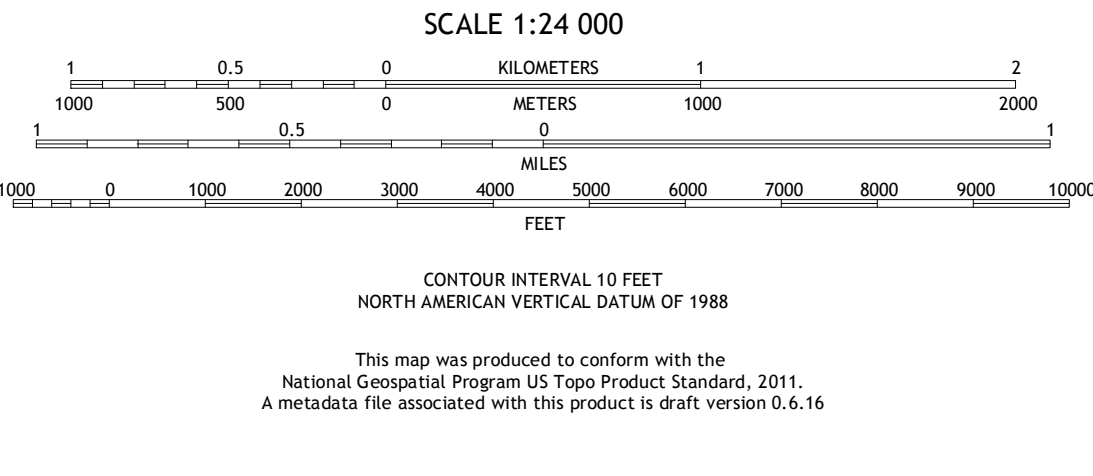 SCALE 1:24 000
1 0.5 0 KILOMETERS 1 2
1000 500 0 METERS 1000 2000
1 0.5 0 1
MILES
1000 0 1000 2000 3000 4000 5000 6000 7000 8000 9000 10000
FEET
CONTOUR INTERVAL 10 FEET
NORTH AMERICAN VERTICAL DATUM OF 1988
This map was produced to conform with the
National Geospatial Program US Topo Product Standard, 2011.
A metadata file associated with this product is draft version 0.6.16